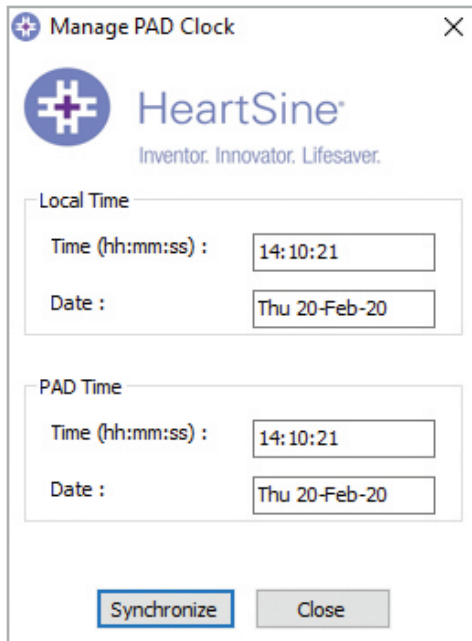 Manage PAD Clock
HeartSine®
Inventor. Innovator. Lifesaver.
Local Time
Time (hh:mm:ss) : 14:10:21
Date : Thu 20-Feb-20
PAD Time
Time (hh:mm:ss) : 14:10:21
Date : Thu 20-Feb-20
Synchronize Close